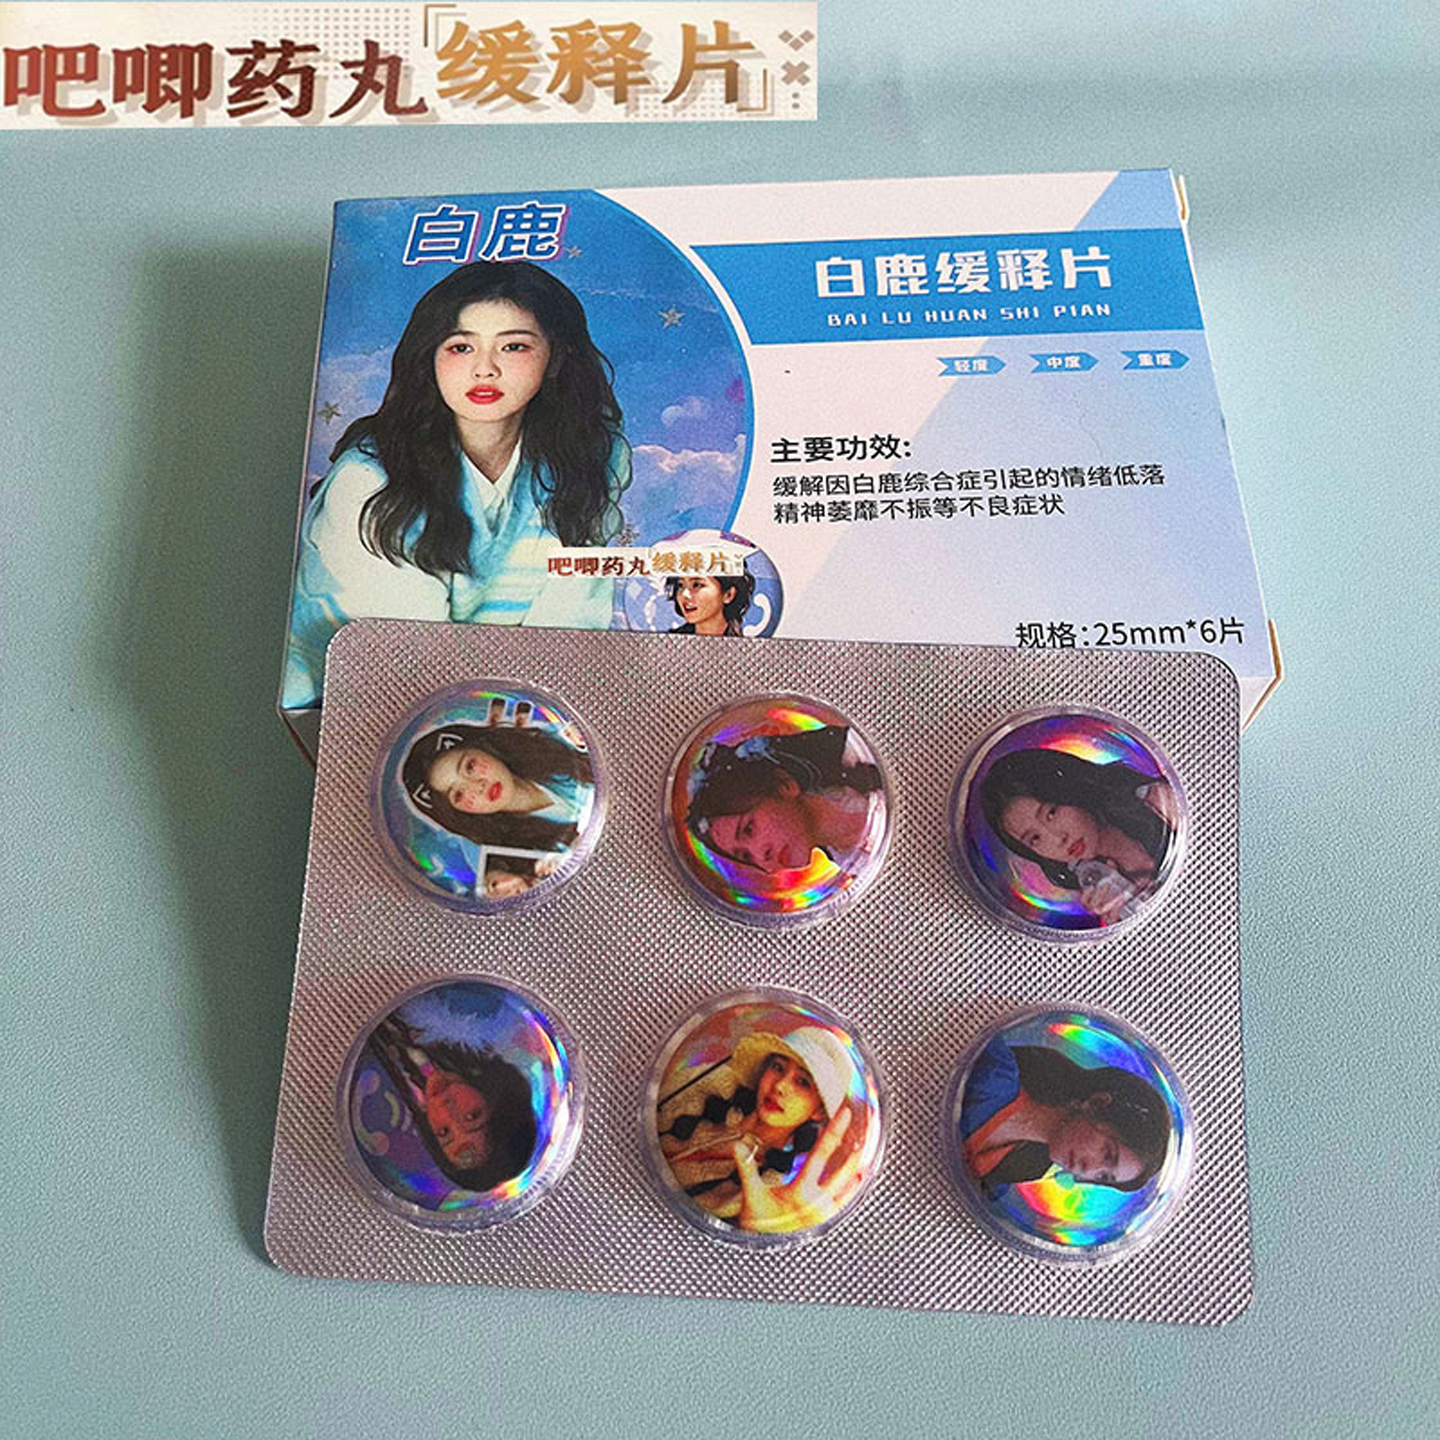 吧唧药丸「缓释片」
白鹿
白鹿缓释片
BAI LU HUAN SHI PIAN
轻度 中度 重度
主要功效:
缓解因白鹿综合症引起的情绪低落
精神萎靡不振等不良症状
吧唧药丸「缓释片」
规格:25mm*6片